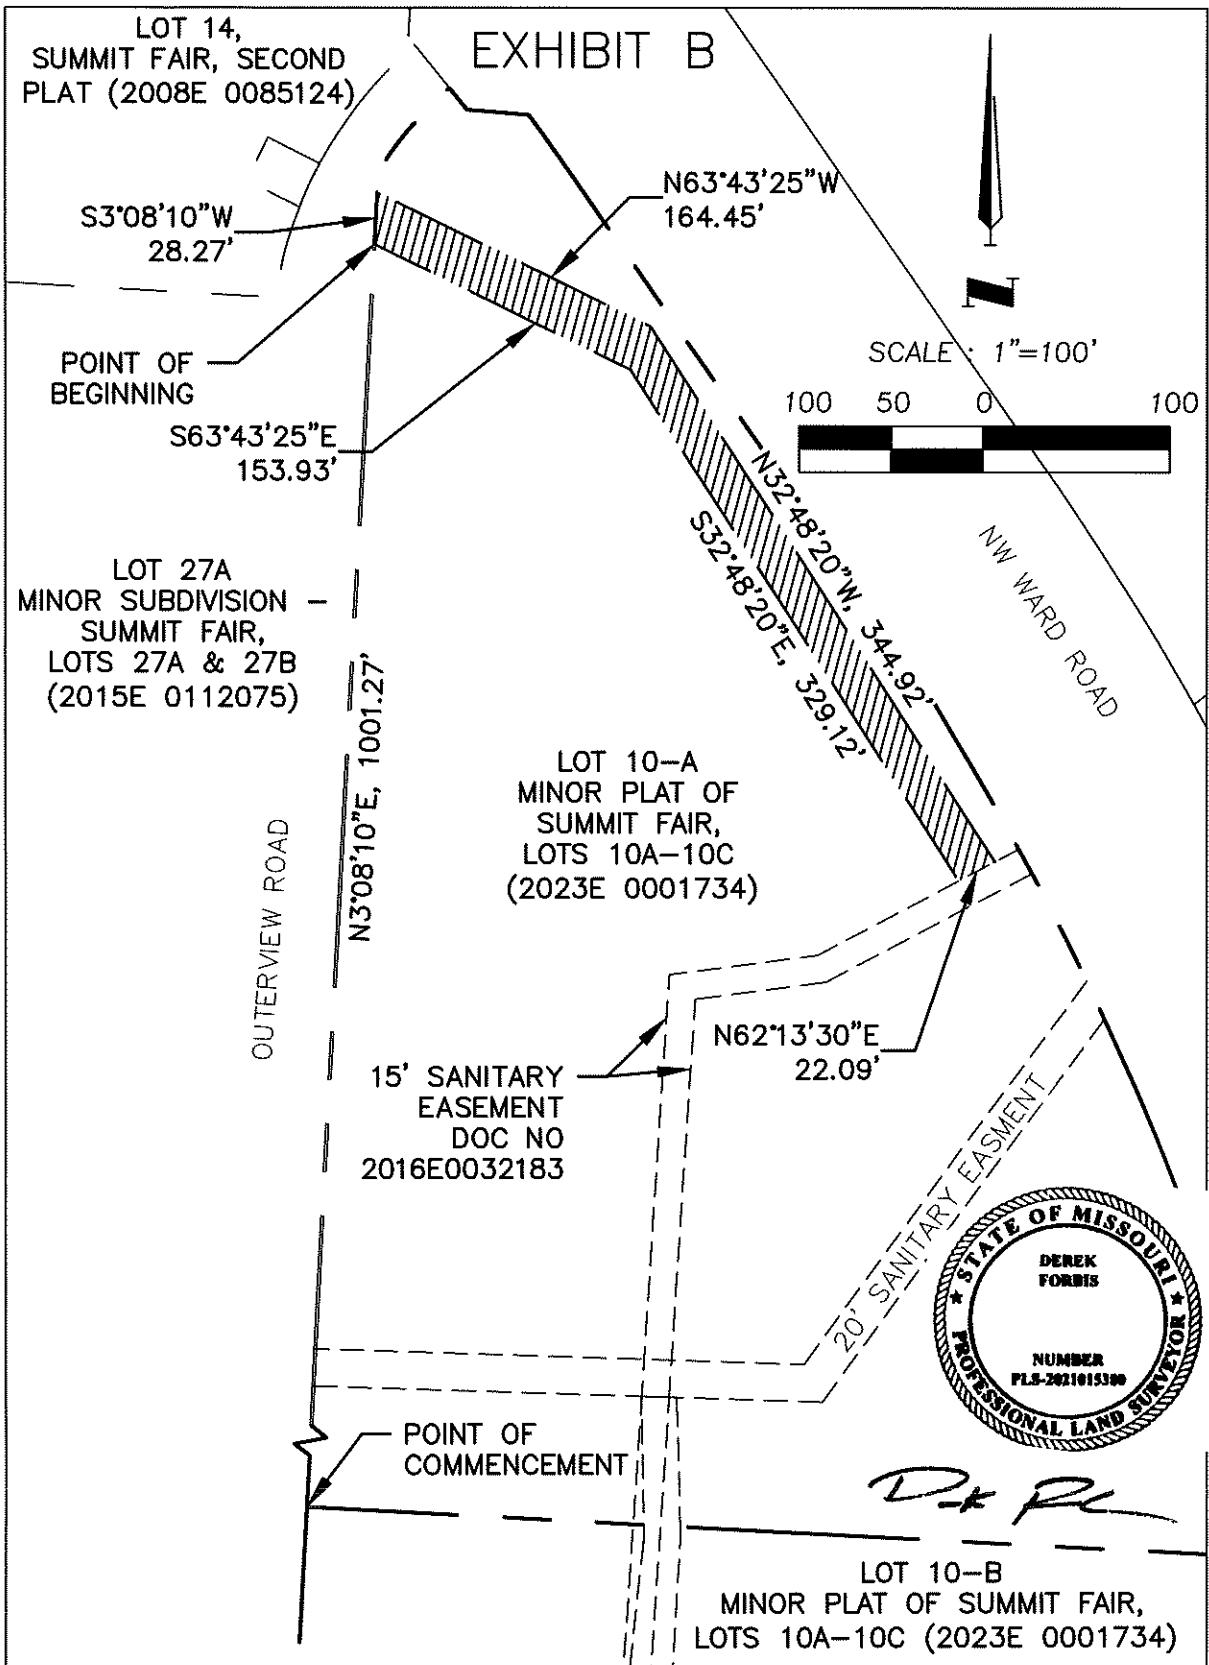 EXHIBIT B
LOT 14,
SUMMIT FAIR, SECOND
PLAT (2008E 0085124)
N63°43'25"W
164.45'
S3°08'10"W
28.27'
N
SCALE : 1"=100'
100 50 0 100
POINT OF
BEGINNING
S63°43'25"E
153.93'
N32°48'20"W, 344.92'
S32°48'20"E, 329.12'
NW WARD ROAD
LOT 27A
MINOR SUBDIVISION –
SUMMIT FAIR,
LOTS 27A & 27B
(2015E 0112075)
N3°08'10"E, 1001.27'
OUTERVIEW ROAD
LOT 10–A
MINOR PLAT OF
SUMMIT FAIR,
LOTS 10A–10C
(2023E 0001734)
N62°13'30"E
22.09'
15' SANITARY
EASEMENT
DOC NO
2016E0032183
20' SANITARY EASMENT
STATE OF MISSOURI
DEREK
FORBIS
NUMBER
PLS-2021015380
PROFESSIONAL LAND SURVEYOR
POINT OF
COMMENCEMENT
LOT 10–B
MINOR PLAT OF SUMMIT FAIR,
LOTS 10A–10C (2023E 0001734)